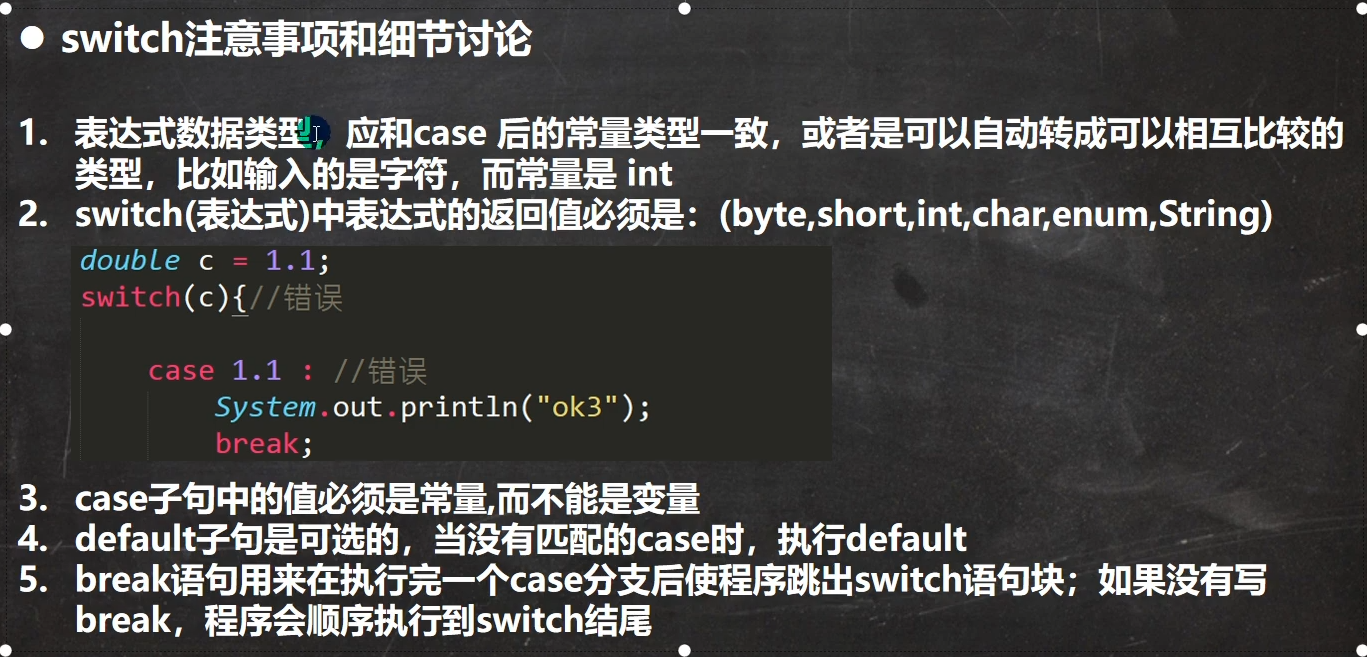 ● switch注意事项和细节讨论
1. 表达式数据类型，应和case 后的常量类型一致，或者是可以自动转成可以相互比较的
类型，比如输入的是字符，而常量是 int
2. switch(表达式)中表达式的返回值必须是：(byte,short,int,char,enum,String)
double c = 1.1;
switch(c){//错误
case 1.1 : //错误
System.out.println("ok3");
break;
3. case子句中的值必须是常量,而不能是变量
4. default子句是可选的，当没有匹配的case时，执行default
5. break语句用来在执行完一个case分支后使程序跳出switch语句块；如果没有写
break，程序会顺序执行到switch结尾